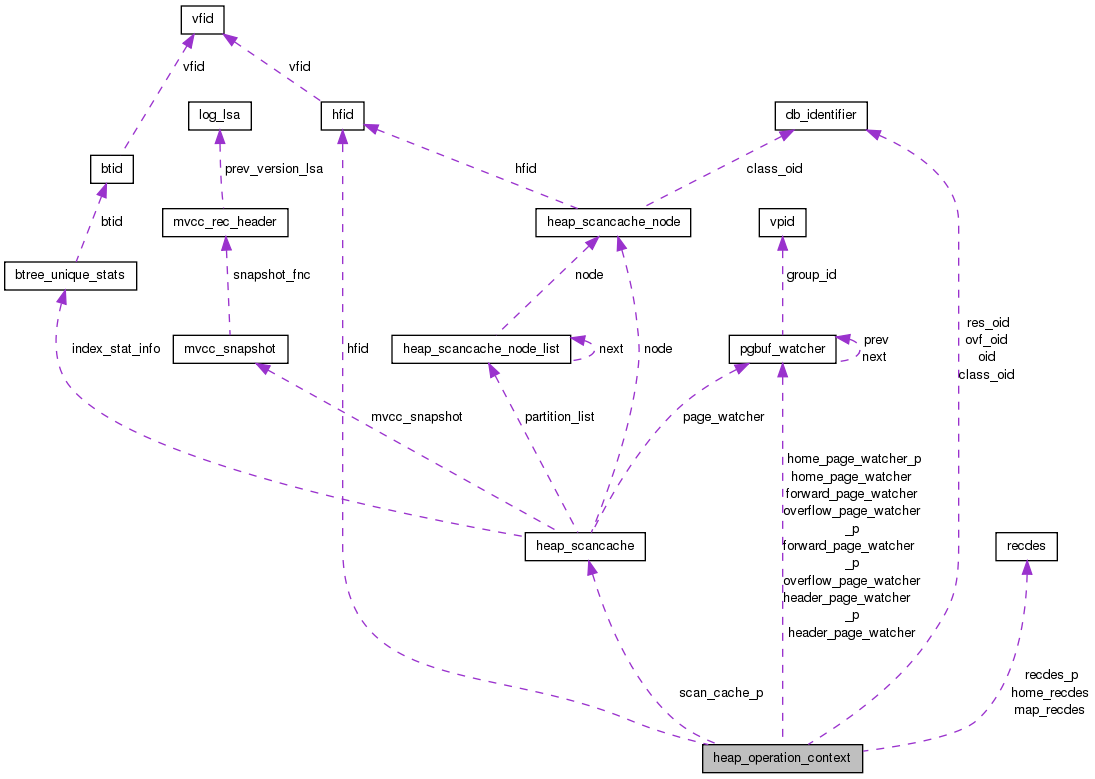 vfid
vfid
vfid
log_lsa
hfid
db_identifier
btid
prev_version_lsa
hfid
class_oid
btid
mvcc_rec_header
heap_scancache_node
vpid
btree_unique_stats
snapshot_fnc
node
group_id
index_stat_info
mvcc_snapshot
hfid
heap_scancache_node_list
next
node
pgbuf_watcher
prev
next
res_oid
ovf_oid
oid
class_oid
mvcc_snapshot
partition_list
page_watcher
home_page_watcher_p
home_page_watcher
forward_page_watcher
overflow_page_watcher
_p
forward_page_watcher
_p
overflow_page_watcher
header_page_watcher
_p
header_page_watcher
heap_scancache
recdes
scan_cache_p
recdes_p
home_recdes
map_recdes
heap_operation_context